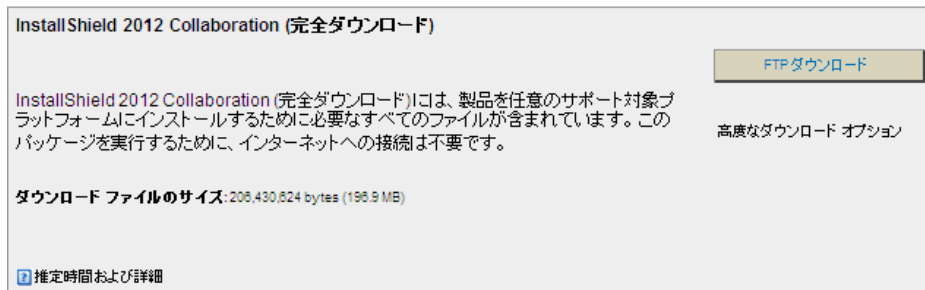 InstallShield 2012 Collaboration (完全ダウンロード)
FTPダウンロード
InstallShield 2012 Collaboration (完全ダウンロード)には、製品を任意のサポート対象プ
ラットフォームにインストールするために必要なすべてのファイルが含まれています。この
パッケージを実行するために、インターネットへの接続は不要です。
高度なダウンロード オプション
ダウンロード ファイルのサイズ:206,430,624 bytes (196.9 MB)
推定時間および詳細